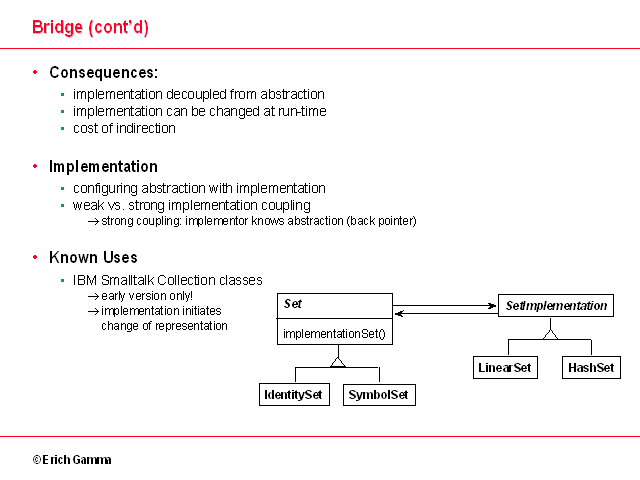 Bridge (cont'd)
• Consequences:
• implementation decoupled from abstraction
• implementation can be changed at run-time
• cost of indirection
• Implementation
• configuring abstraction with implementation
• weak vs. strong implementation coupling
→ strong coupling: implementor knows abstraction (back pointer)
• Known Uses
• IBM Smalltalk Collection classes
→ early version only!
→ implementation initiates
change of representation
Set
implementationSet()
SetImplementation
IdentitySet
SymbolSet
LinearSet
HashSet
© Erich Gamma